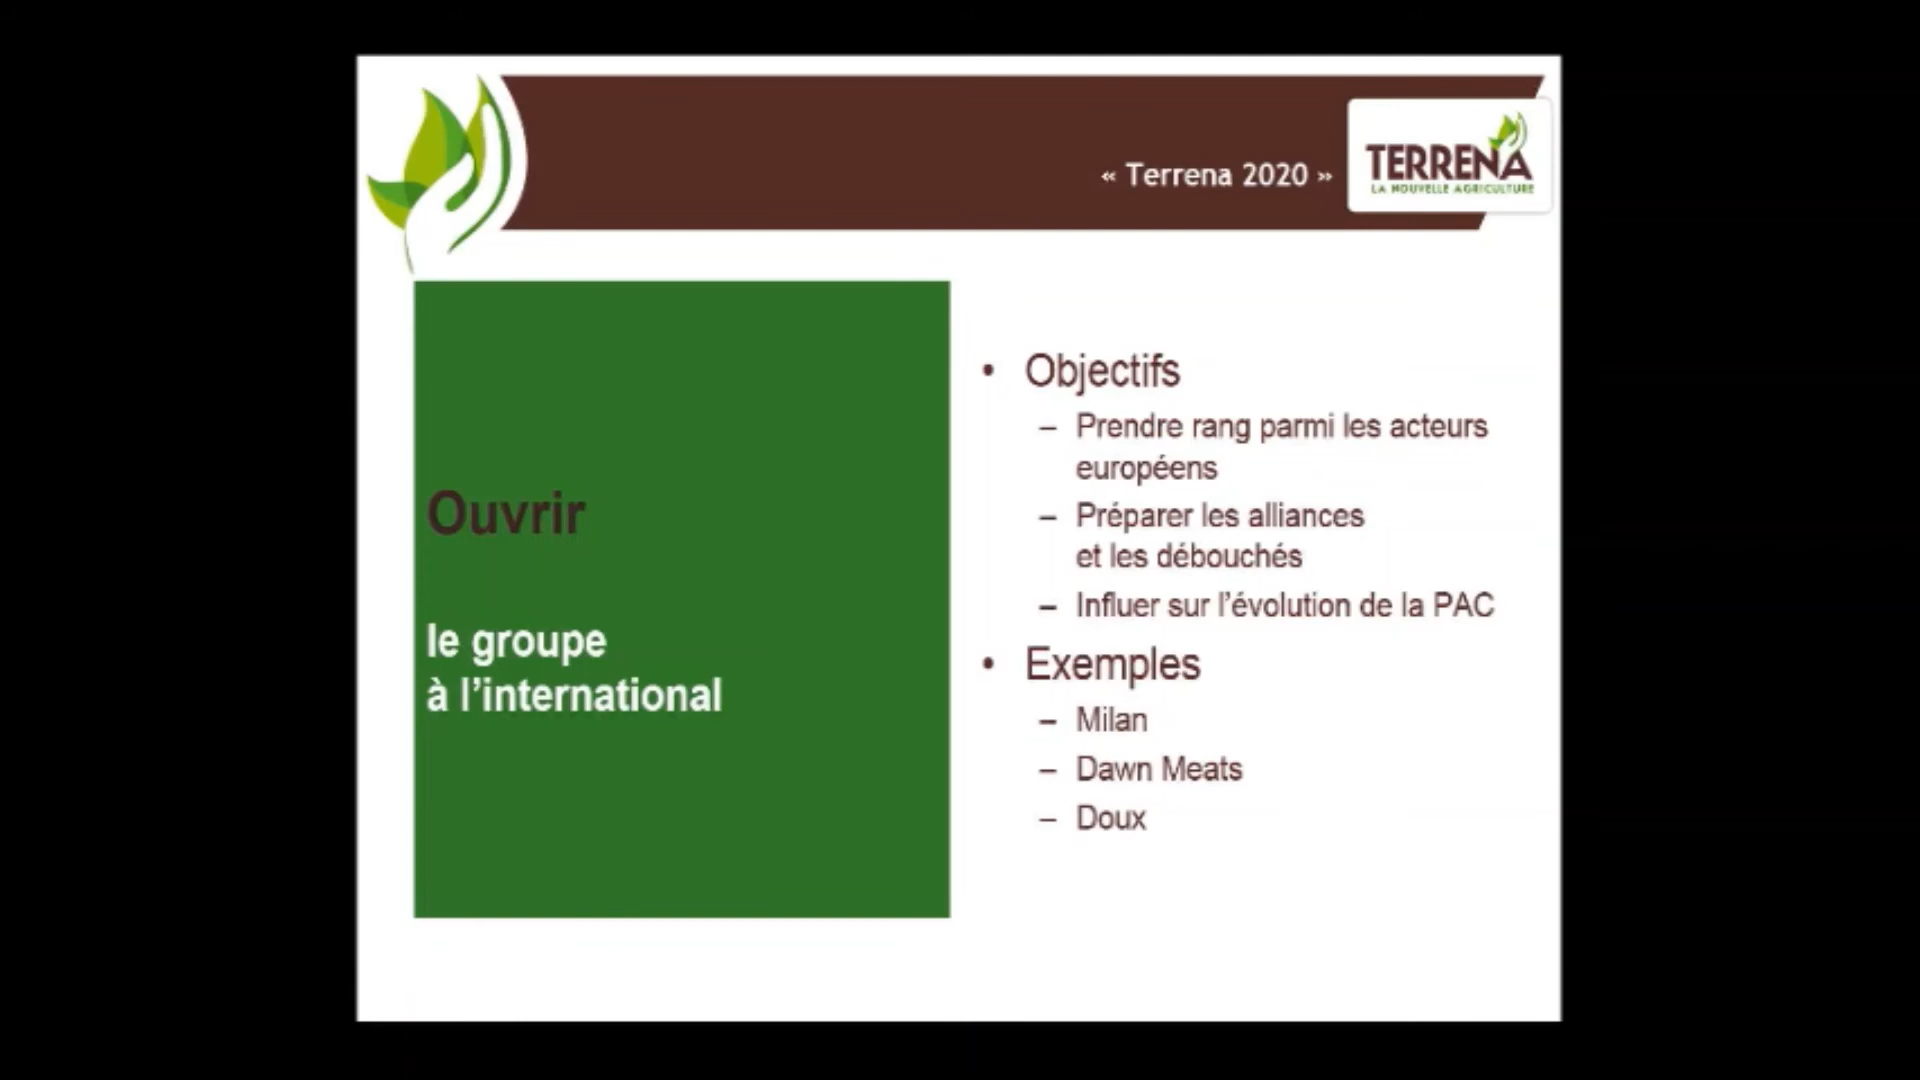 « Terrena 2020 »
TERRENA
LA NOUVELLE AGRICULTURE
Ouvrir
le groupe
à l’international
• Objectifs
– Prendre rang parmi les acteurs
européens
– Préparer les alliances
et les débouchés
– Influer sur l’évolution de la PAC
• Exemples
– Milan
– Dawn Meats
– Doux